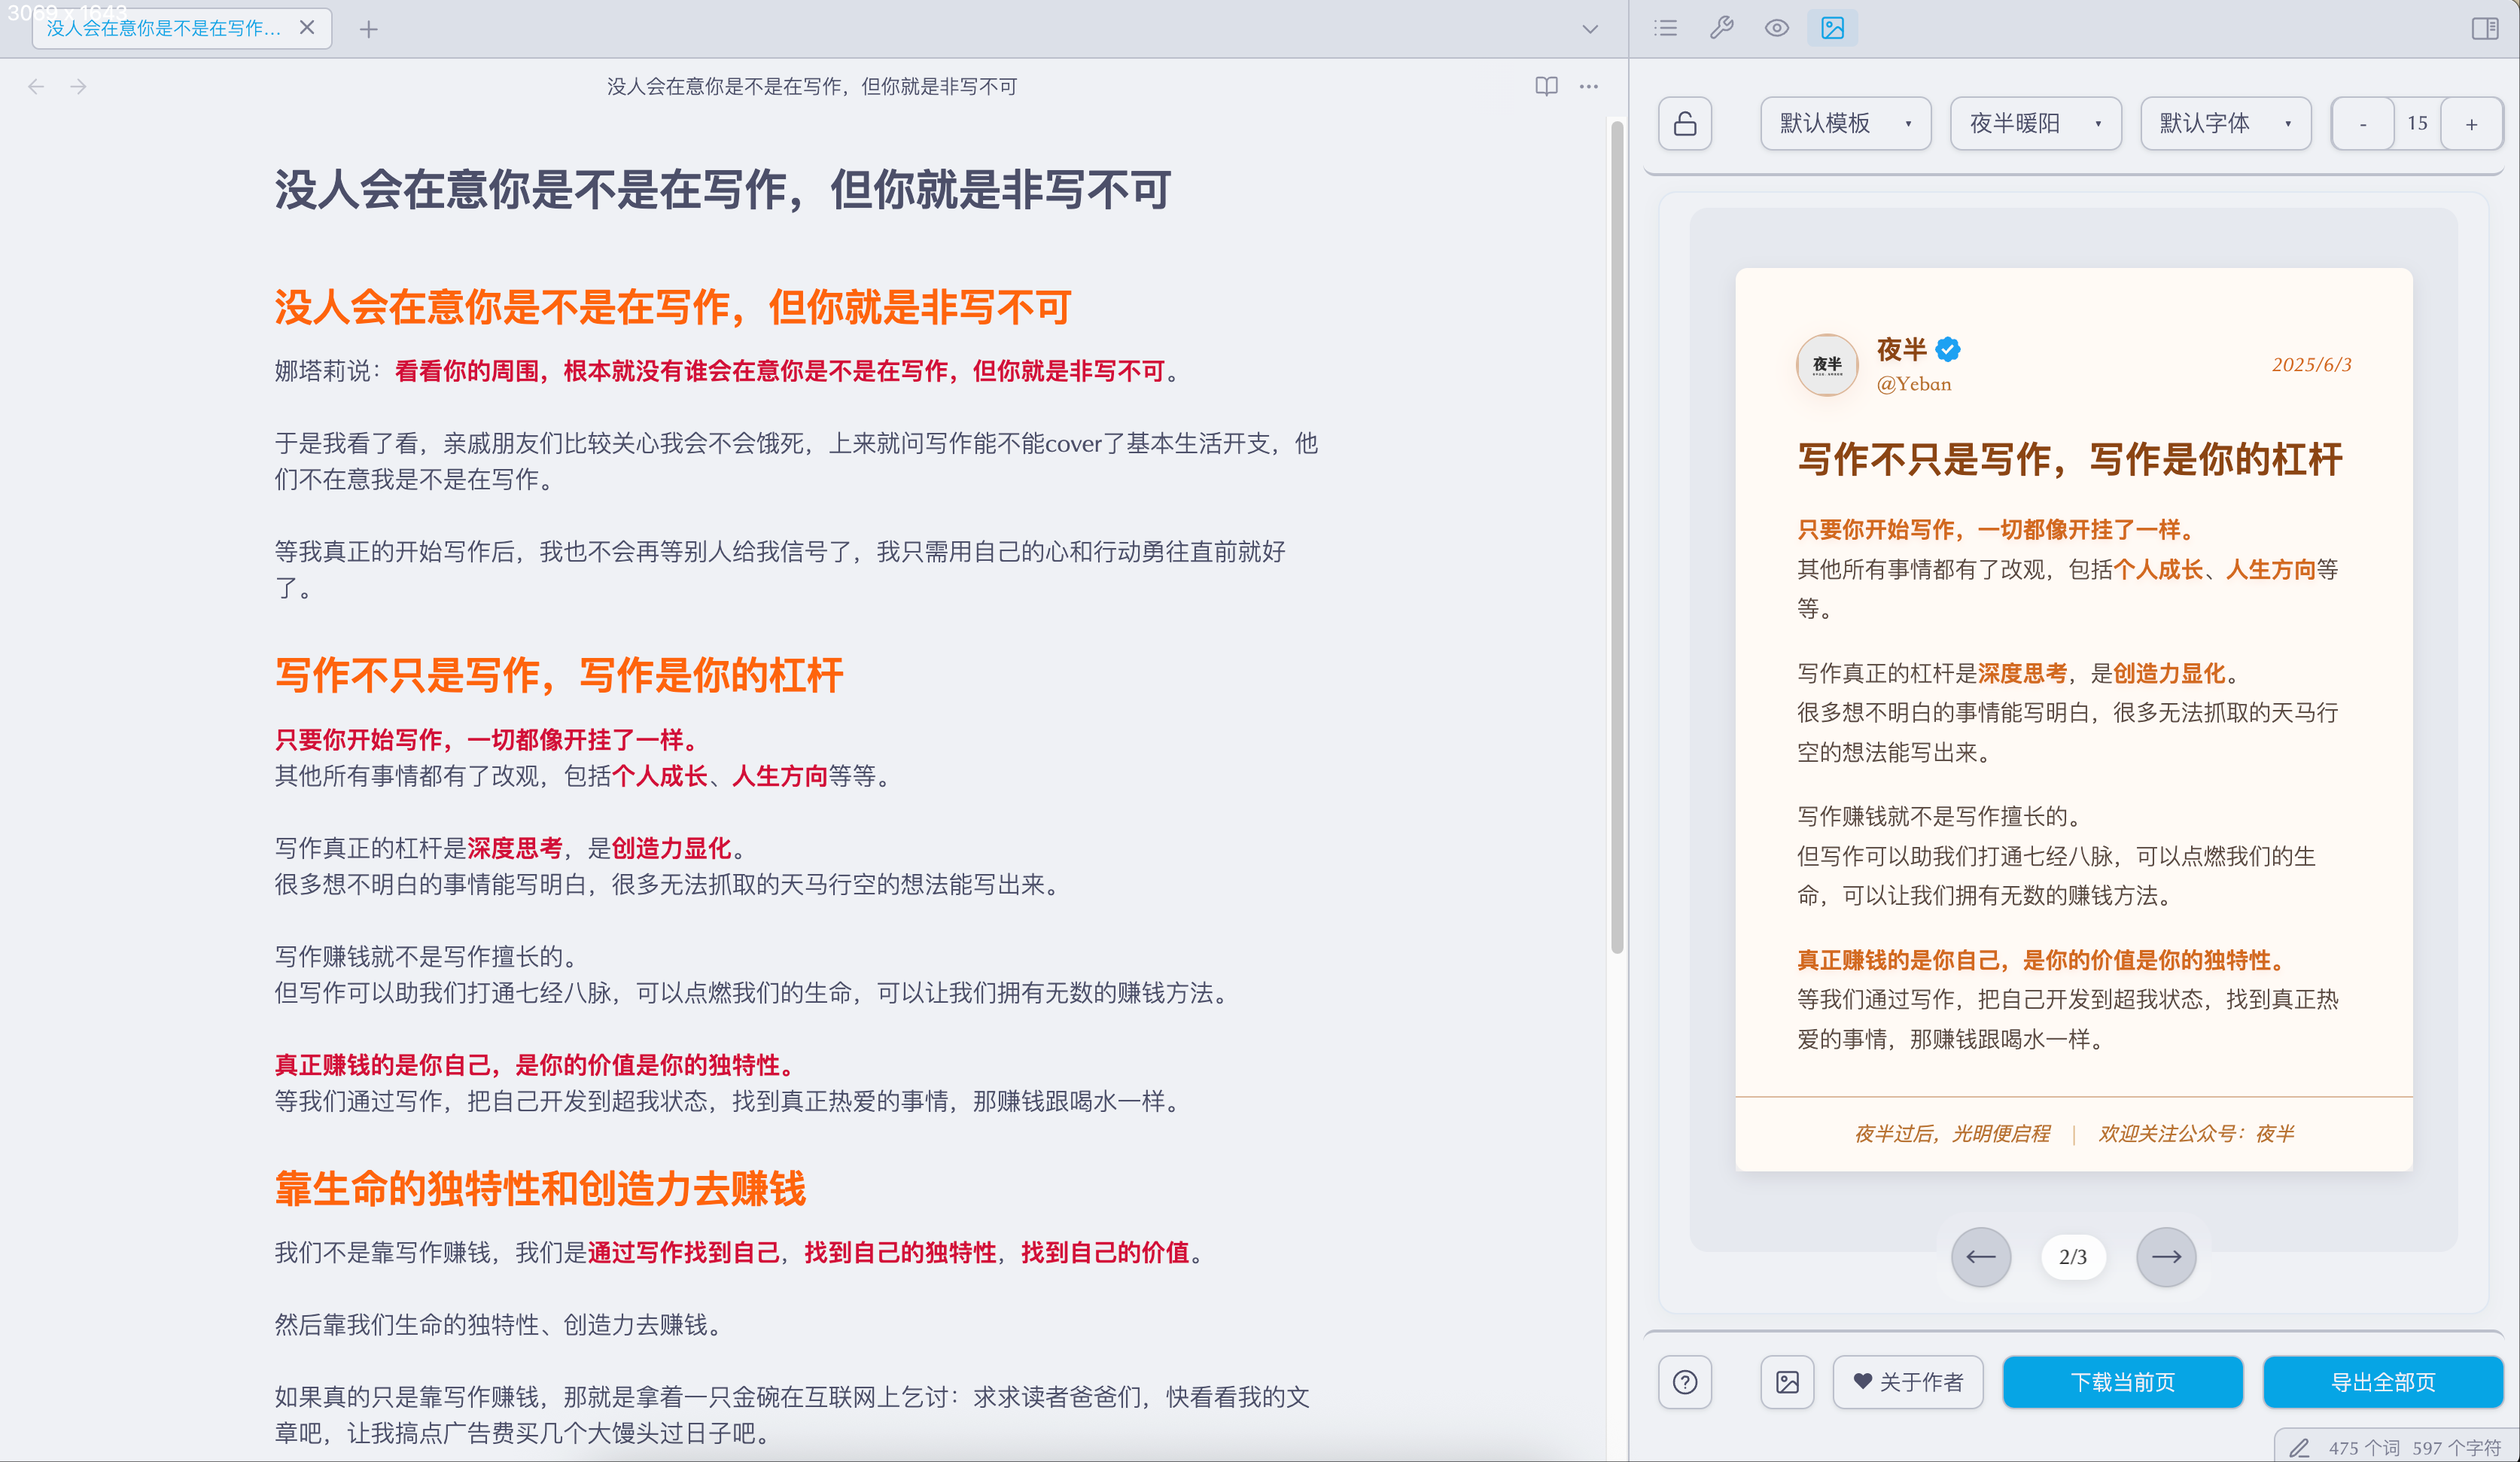 3069 x 1643
没人会在意你是不是在写作...
没人会在意你是不是在写作，但你就是非写不可
没人会在意你是不是在写作，但你就是非写不可
没人会在意你是不是在写作，但你就是非写不可
娜塔莉说：看看你的周围，根本就没有谁会在意你是不是在写作，但你就是非写不可。
于是我看了看，亲戚朋友们比较关心我会不会饿死，上来就问写作能不能cover了基本生活开支，他
们不在意我是不是在写作。
等我真正的开始写作后，我也不会再等别人给我信号了，我只需用自己的心和行动勇往直前就好
了。
写作不只是写作，写作是你的杠杆
只要你开始写作，一切都像开挂了一样。
其他所有事情都有了改观，包括个人成长、人生方向等等。
写作真正的杠杆是深度思考，是创造力显化。
很多想不明白的事情能写明白，很多无法抓取的天马行空的想法能写出来。
写作赚钱就不是写作擅长的。
但写作可以助我们打通七经八脉，可以点燃我们的生命，可以让我们拥有无数的赚钱方法。
真正赚钱的是你自己，是你的价值是你的独特性。
等我们通过写作，把自己开发到超我状态，找到真正热爱的事情，那赚钱跟喝水一样。
靠生命的独特性和创造力去赚钱
我们不是靠写作赚钱，我们是通过写作找到自己，找到自己的独特性，找到自己的价值。
然后靠我们生命的独特性、创造力去赚钱。
如果真的只是靠写作赚钱，那就是拿着一只金碗在互联网上乞讨：求求读者爸爸们，快看看我的文
章吧，让我搞点广告费买几个大馒头过日子吧。
默认模板 夜半暖阳 默认字体 - 15 +
夜半
夜半
@Yeban
2025/6/3
写作不只是写作，写作是你的杠杆
只要你开始写作，一切都像开挂了一样。
其他所有事情都有了改观，包括个人成长、人生方向等
等。
写作真正的杠杆是深度思考，是创造力显化。
很多想不明白的事情能写明白，很多无法抓取的天马行
空的想法能写出来。
写作赚钱就不是写作擅长的。
但写作可以助我们打通七经八脉，可以点燃我们的生
命，可以让我们拥有无数的赚钱方法。
真正赚钱的是你自己，是你的价值是你的独特性。
等我们通过写作，把自己开发到超我状态，找到真正热
爱的事情，那赚钱跟喝水一样。
夜半过后，光明便启程 | 欢迎关注公众号：夜半
2/3
关于作者 下载当前页 导出全部页
475 个词 597 个字符